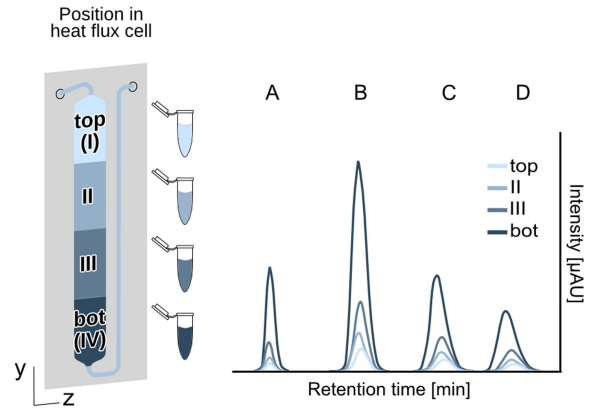 Position in
heat flux cell
top
(I)
II
III
bot
(IV)
y
z
A B C D
top
II
III
bot
Intensity [µAU]
Retention time [min]